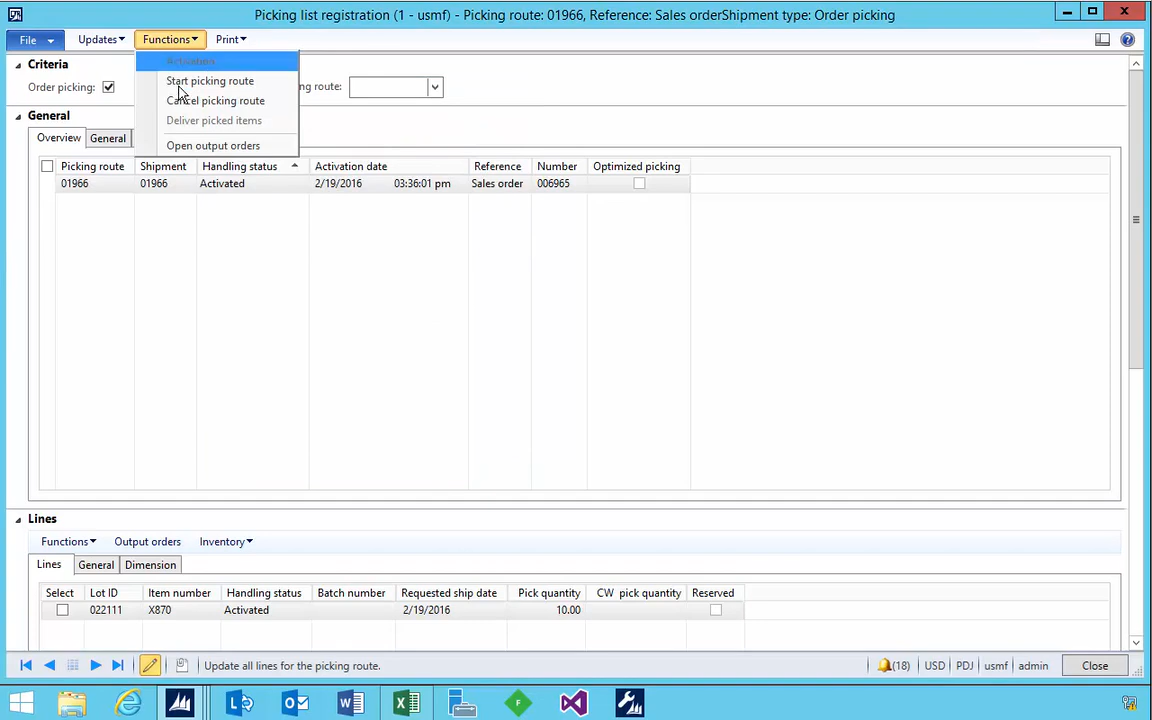 Picking list registration (1 - usmf) - Picking route: 01966, Reference: Sales orderShipment type: Order picking
File Updates Functions Print
Activation
Start picking route
Cancel picking route
Deliver picked items
Open output orders
Criteria
Order picking: ng route:
General
Overview General
Picking route Shipment Handling status Activation date Reference Number Optimized picking
01966 01966 Activated 2/19/2016 03:36:01 pm Sales order 006965
Lines
Functions Output orders Inventory
Lines General Dimension
Select Lot ID Item number Handling status Batch number Requested ship date Pick quantity CW pick quantity Reserved
022111 X870 Activated 2/19/2016 10.00
Update all lines for the picking route. (18) USD PDJ usmf admin Close